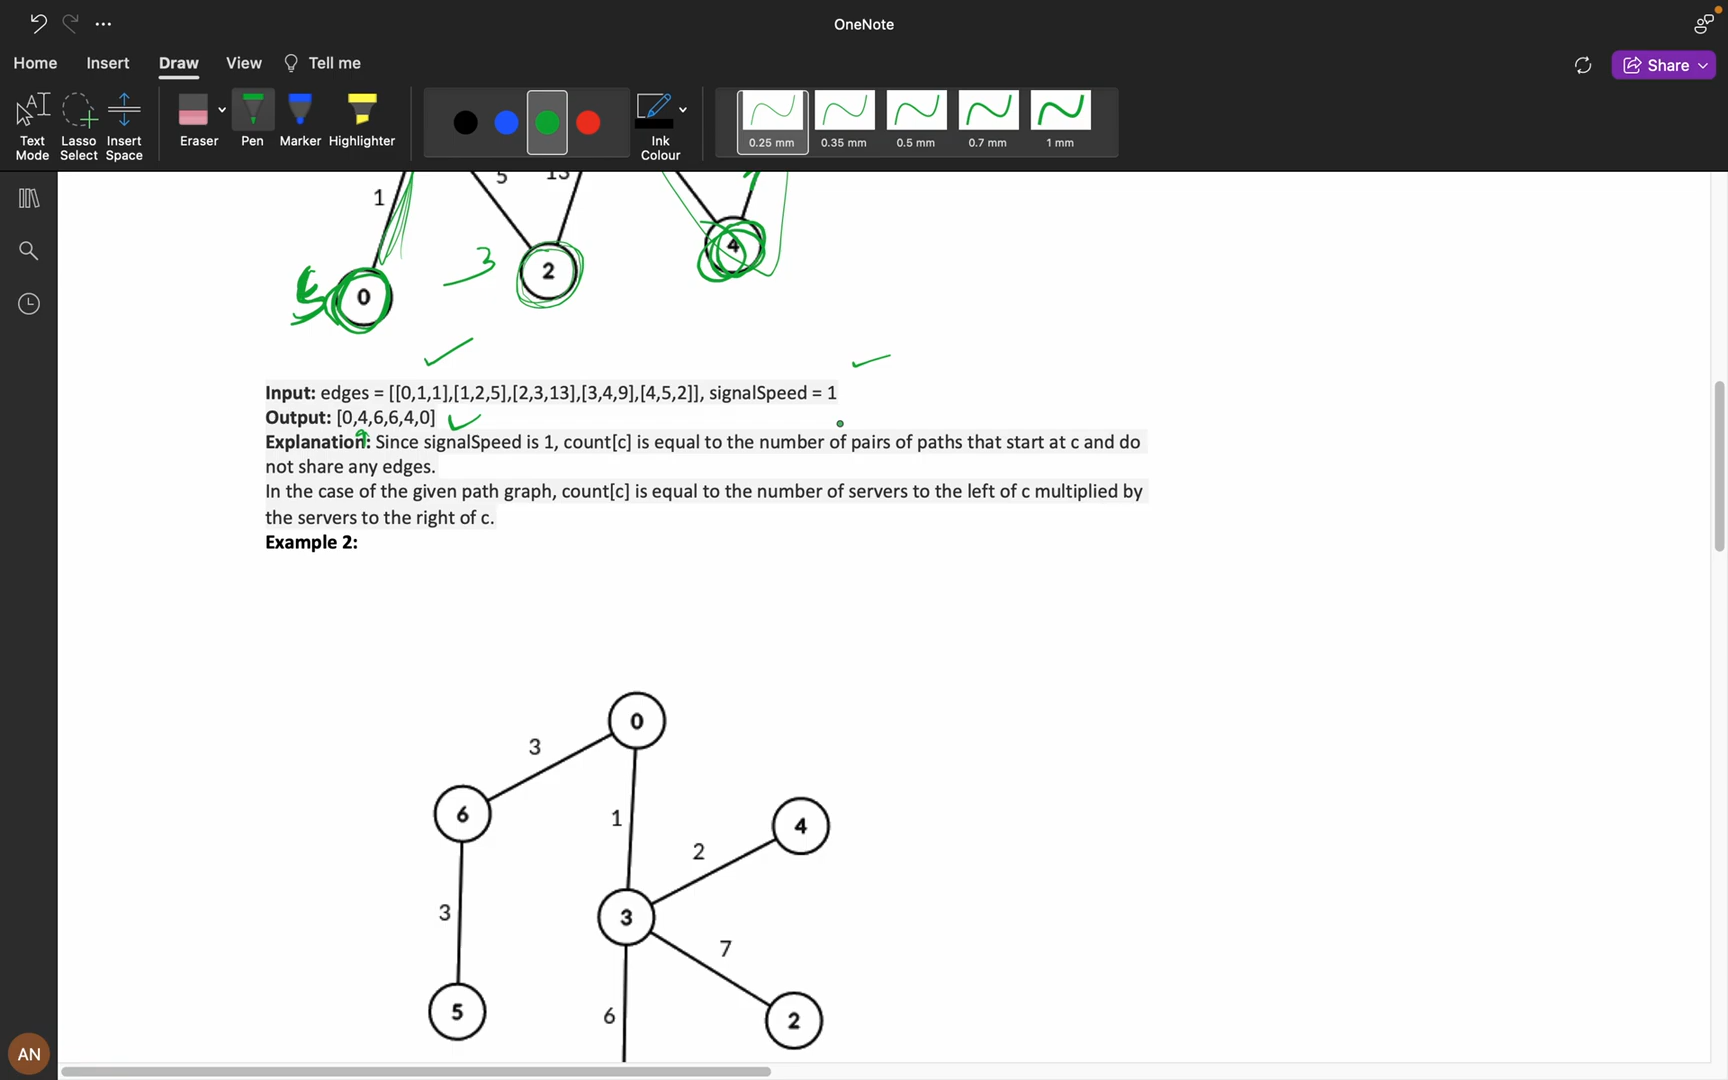 OneNote
Home Insert Draw View Tell me
Share
Text Mode
Lasso Select
Insert Space
Eraser
Pen
Marker
Highlighter
Ink Colour
0.25 mm
0.35 mm
0.5 mm
0.7 mm
1 mm
1
5
13
3
2
4
0
Input: edges = [[0,1,1],[1,2,5],[2,3,13],[3,4,9],[4,5,2]], signalSpeed = 1
Output: [0,4,6,6,4,0]
Explanation: Since signalSpeed is 1, count[c] is equal to the number of pairs of paths that start at c and do
not share any edges.
In the case of the given path graph, count[c] is equal to the number of servers to the left of c multiplied by
the servers to the right of c.
Example 2:
0
3
6
1
4
2
3
3
7
5
6
2
AN